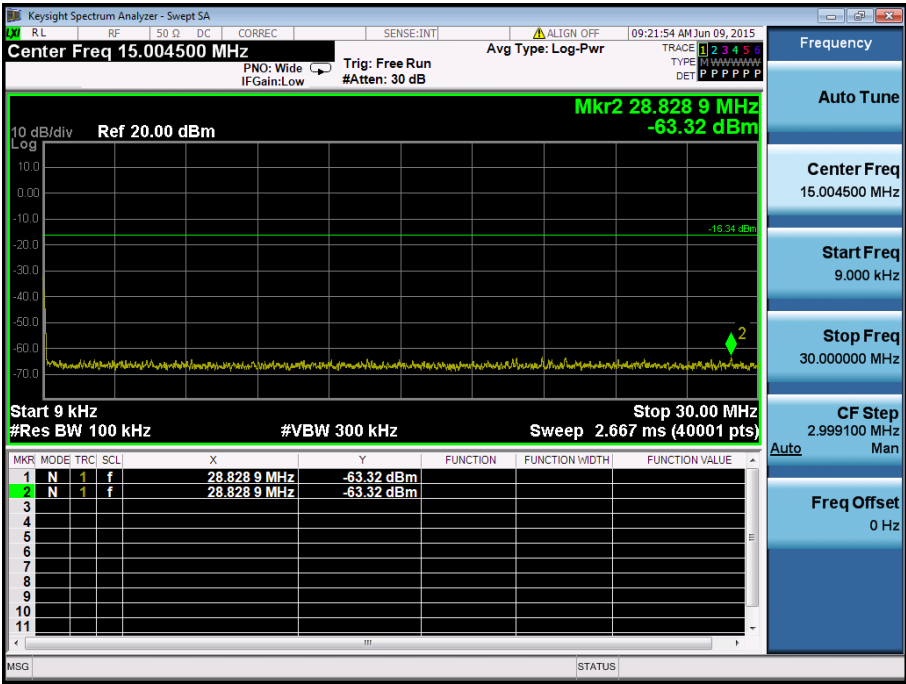 Keysight Spectrum Analyzer - Swept SA
LXI RL RF 50 Ω DC CORREC SENSE:INT ALIGN OFF 09:21:54 AM Jun 09, 2015
Center Freq 15.004500 MHz
Avg Type: Log-Pwr
TRACE 1 2 3 4 5 6
TYPE M WWWWW
DET P P P P P P
PNO: Wide
IFGain:Low
Trig: Free Run
#Atten: 30 dB
Frequency
Auto Tune
Center Freq
15.004500 MHz
Start Freq
9.000 kHz
Stop Freq
30.000000 MHz
CF Step
2.999100 MHz
Auto Man
Freq Offset
0 Hz
Mkr2 28.828 9 MHz
-63.32 dBm
10 dB/div Ref 20.00 dBm
Log
10.0
0.00
-10.0
-16.34 dBm
-20.0
-30.0
-40.0
-50.0
2
-60.0
-70.0
Start 9 kHz Stop 30.00 MHz
#Res BW 100 kHz #VBW 300 kHz Sweep 2.667 ms (40001 pts)
MKR MODE TRC SCL X Y FUNCTION FUNCTION WIDTH FUNCTION VALUE
1 N 1 f 28.828 9 MHz -63.32 dBm
2 N 1 f 28.828 9 MHz -63.32 dBm
3
4
5
6
7
8
9
10
11
MSG STATUS